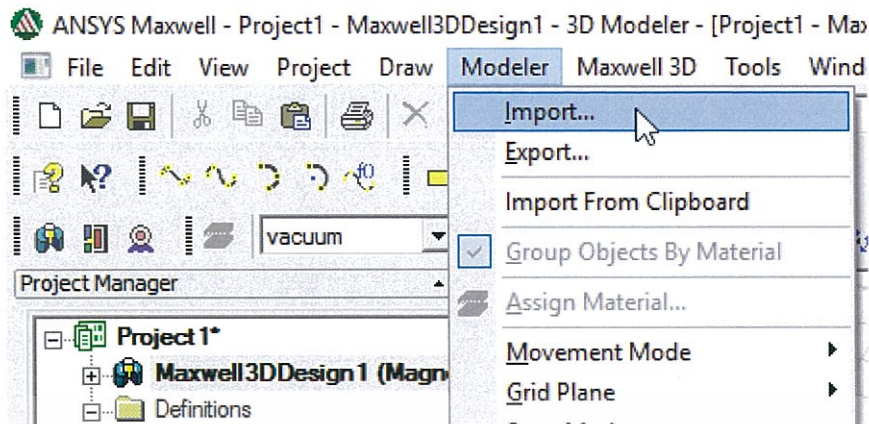 ANSYS Maxwell - Project1 - Maxwell3DDesign1 - 3D Modeler - [Project1 - Max
File Edit View Project Draw Modeler Maxwell 3D Tools Wind
Import...
Export...
Import From Clipboard
vacuum
Group Objects By Material
Project Manager
Assign Material...
Project1*
Maxwell3DDesign1 (Magn
Movement Mode
Definitions
Grid Plane